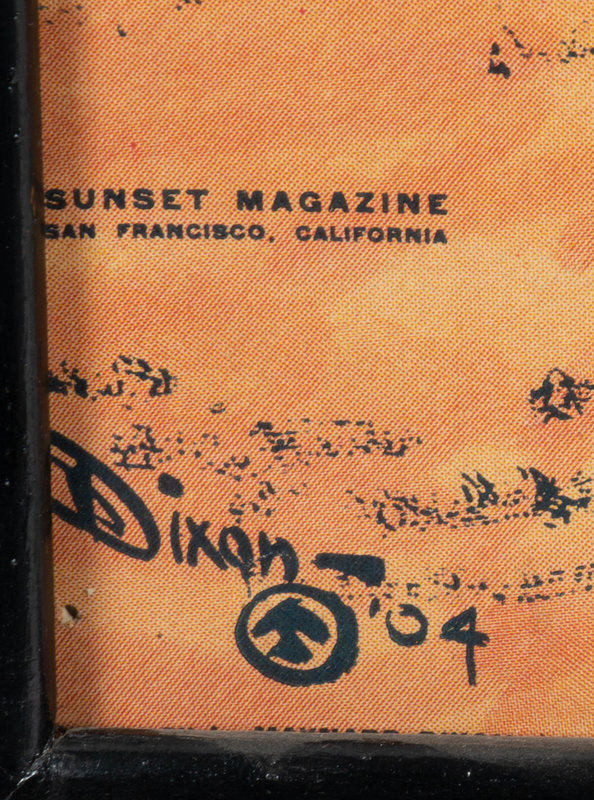 SUNSET MAGAZINE
SAN FRANCISCO, CALIFORNIA
Dixon
'04